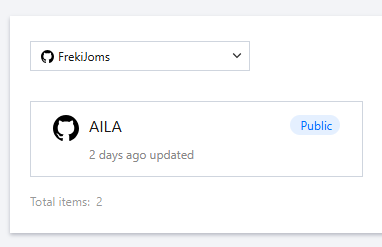 FrekiJoms
AILA
Public
2 days ago updated
Total items: 2